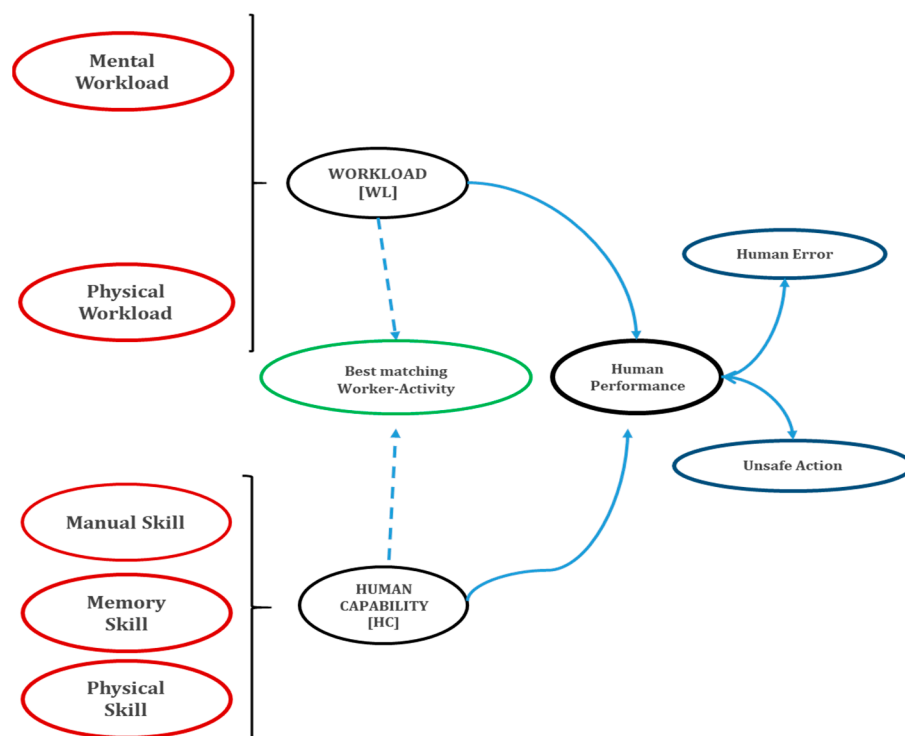 Mental
Workload
WORKLOAD
[WL]
Physical
Workload
Human Error
Best matching
Worker-Activity
Human
Performance
Unsafe Action
Manual Skill
Memory
Skill
HUMAN
CAPABILITY
[HC]
Physical
Skill